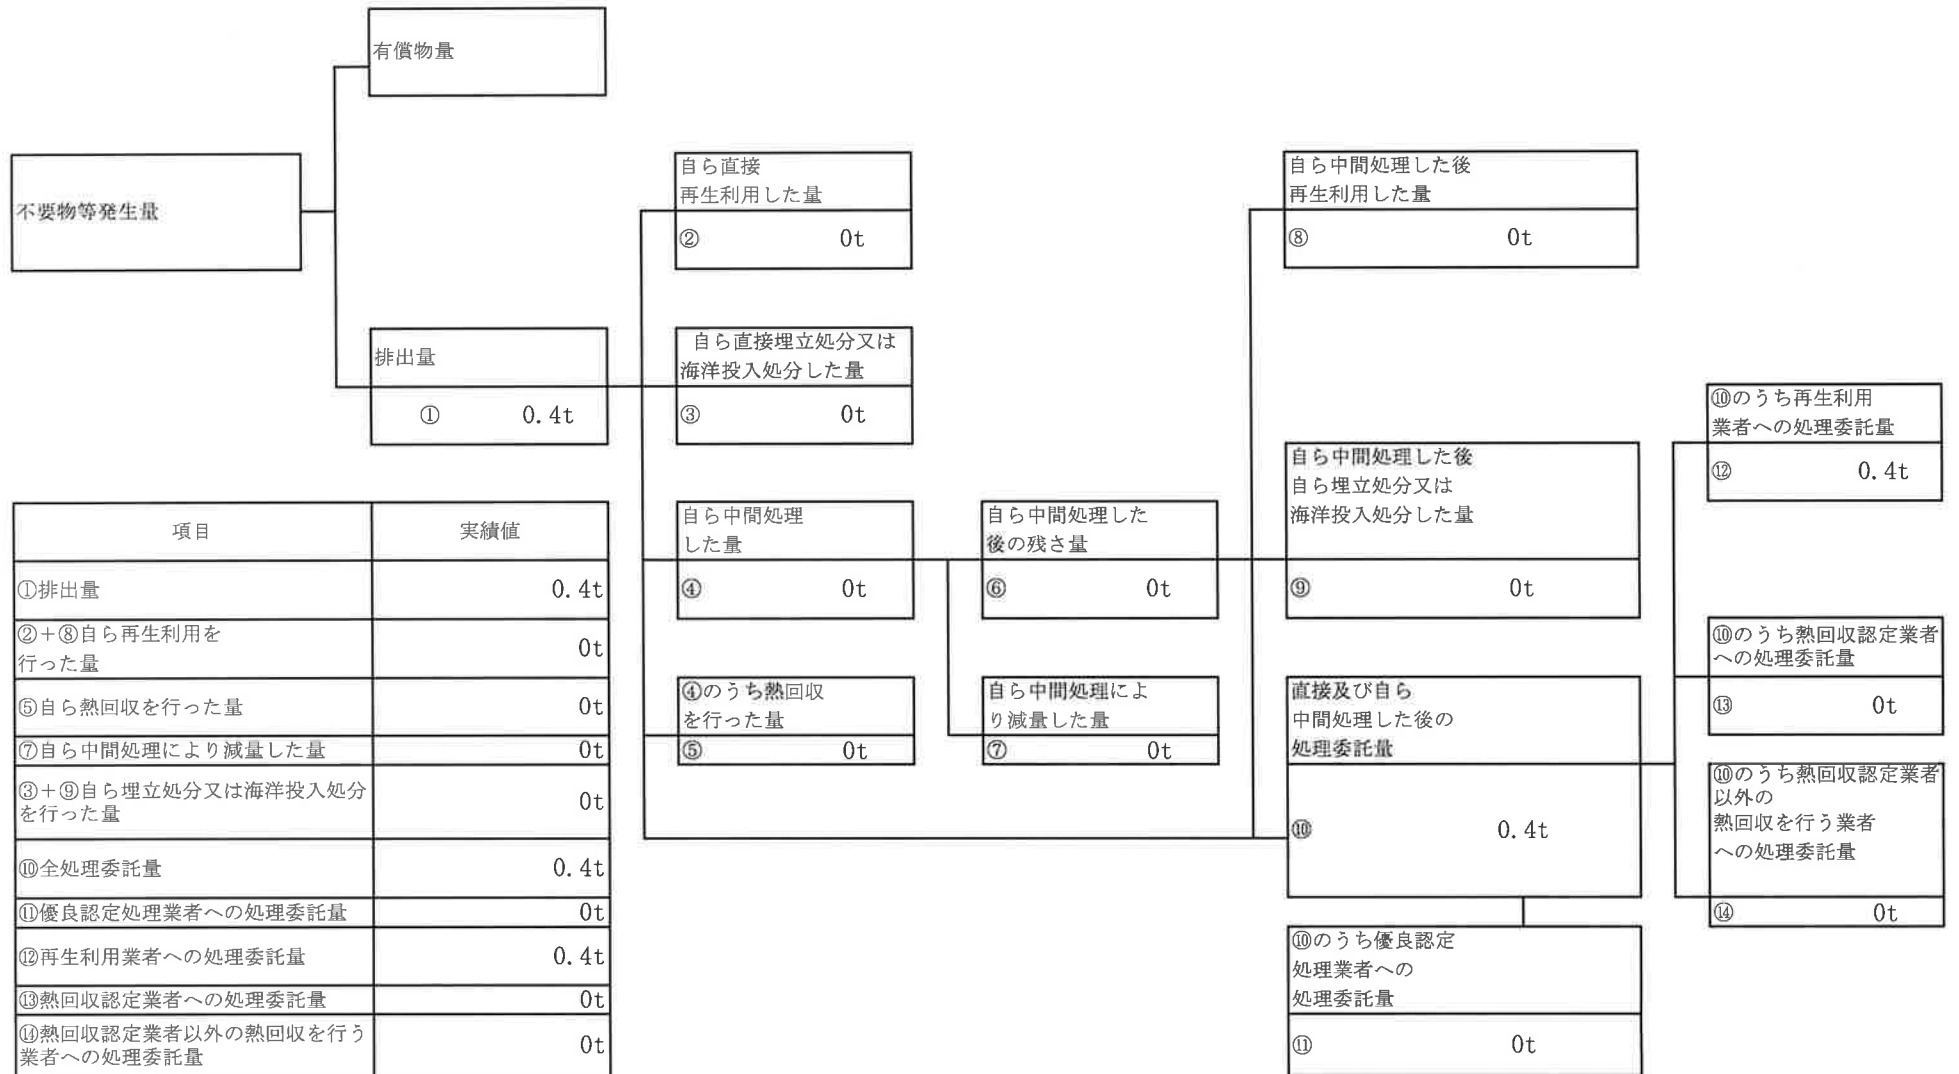 有償物量
不要物等発生量
排出量
① 0.4t
自ら直接
再生利用した量
② 0t
自ら直接埋立処分又は
海洋投入処分した量
③ 0t
自ら中間処理
した量
④ 0t
④のうち熱回収
を行った量
⑤ 0t
自ら中間処理した
後の残さ量
⑥ 0t
自ら中間処理によ
り減量した量
⑦ 0t
自ら中間処理した後
再生利用した量
⑧ 0t
自ら中間処理した後
自ら埋立処分又は
海洋投入処分した量
⑨ 0t
直接及び自ら
中間処理した後の
処理委託量
⑩ 0.4t
⑩のうち優良認定
処理業者への
処理委託量
⑪ 0t
⑩のうち再生利用
業者への処理委託量
⑫ 0.4t
⑩のうち熱回収認定業者
への処理委託量
⑬ 0t
⑩のうち熱回収認定業者
以外の
熱回収を行う業者
への処理委託量
⑭ 0t
項目 実績値
①排出量 0.4t
②+⑧自ら再生利用を
行った量 0t
⑤自ら熱回収を行った量 0t
⑦自ら中間処理により減量した量 0t
③+⑨自ら埋立処分又は海洋投入処分
を行った量 0t
⑩全処理委託量 0.4t
⑪優良認定処理業者への処理委託量 0t
⑫再生利用業者への処理委託量 0.4t
⑬熱回収認定業者への処理委託量 0t
⑭熱回収認定業者以外の熱回収を行う
業者への処理委託量 0t